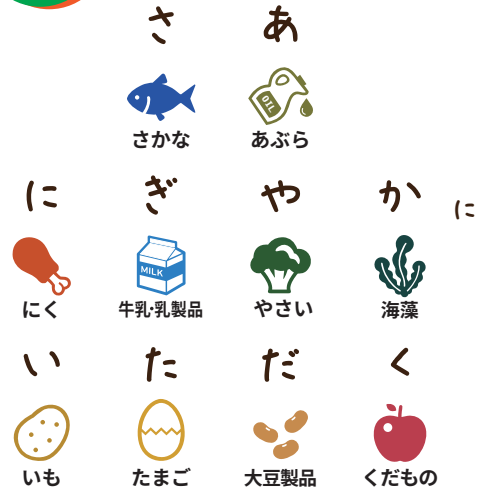 さ あ
OIL
さかな あぶら
に ぎ や か に
MILK
にく 牛乳・乳製品 やさい 海藻
い た だ く
いも たまご 大豆製品 くだもの